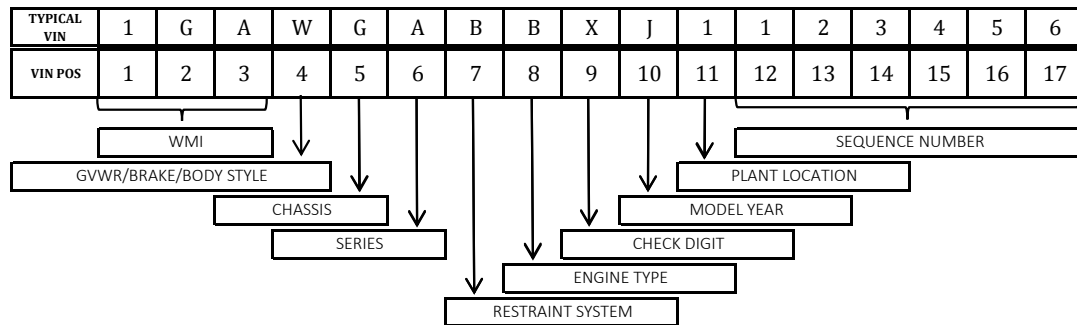 TYPICAL VIN 1 G A W G A B B X J 1 1 2 3 4 5 6
VIN POS 1 2 3 4 5 6 7 8 9 10 11 12 13 14 15 16 17
WMI SEQUENCE NUMBER
GVWR/BRAKE/BODY STYLE PLANT LOCATION
CHASSIS MODEL YEAR
SERIES CHECK DIGIT
ENGINE TYPE
RESTRAINT SYSTEM